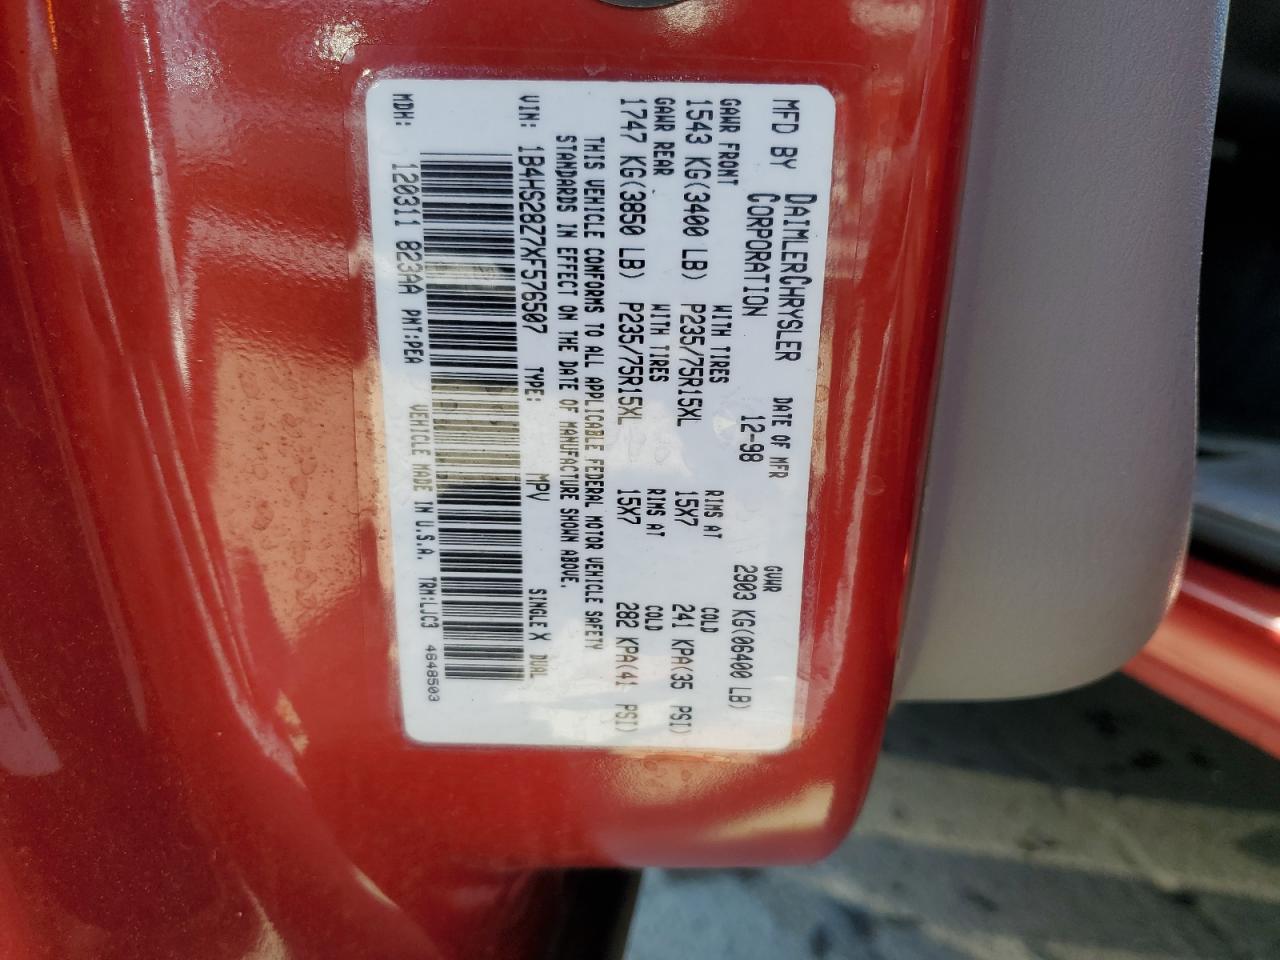 MFD BY DAIMLERCHRYSLER CORPORATION DATE OF MFR 12-98 GVWR 2903 KG(06400 LB)
GAWR FRONT WITH TIRES RIMS AT COLD
1543 KG(3400 LB) P235/75R15XL 15X7 241 KPA(35 PSI)
GAWR REAR WITH TIRES RIMS AT COLD
1747 KG(3850 LB) P235/75R15XL 15X7 282 KPA(41 PSI)
THIS VEHICLE CONFORMS TO ALL APPLICABLE FEDERAL MOTOR VEHICLE SAFETY
STANDARDS IN EFFECT ON THE DATE OF MANUFACTURE SHOWN ABOVE.
VIN: 1B4HS28Z7XF576507 TYPE: MPV SINGLE X DUAL
MDH: 120311 823AA PNT:PEA VEHICLE MADE IN U.S.A. TRM:LJC3 4648503